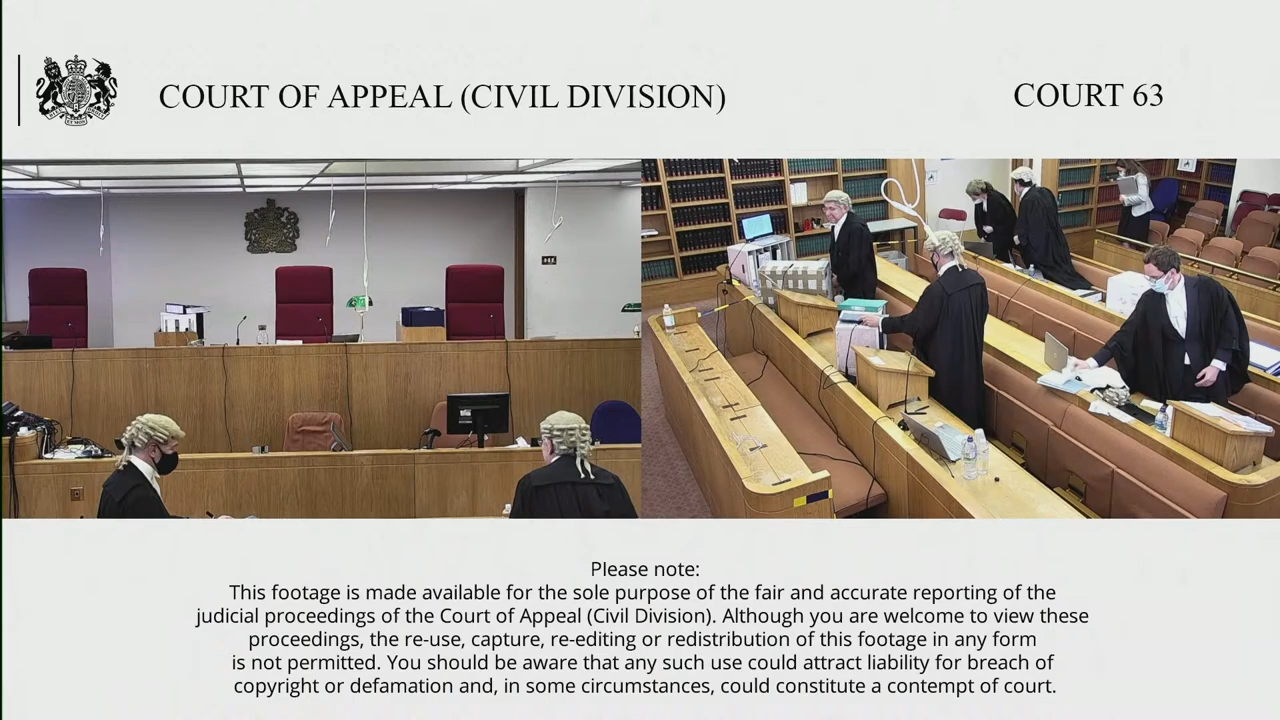 COURT OF APPEAL (CIVIL DIVISION)
COURT 63
Please note:
This footage is made available for the sole purpose of the fair and accurate reporting of the
judicial proceedings of the Court of Appeal (Civil Division). Although you are welcome to view these
proceedings, the re-use, capture, re-editing or redistribution of this footage in any form
is not permitted. You should be aware that any such use could attract liability for breach of
copyright or defamation and, in some circumstances, could constitute a contempt of court.